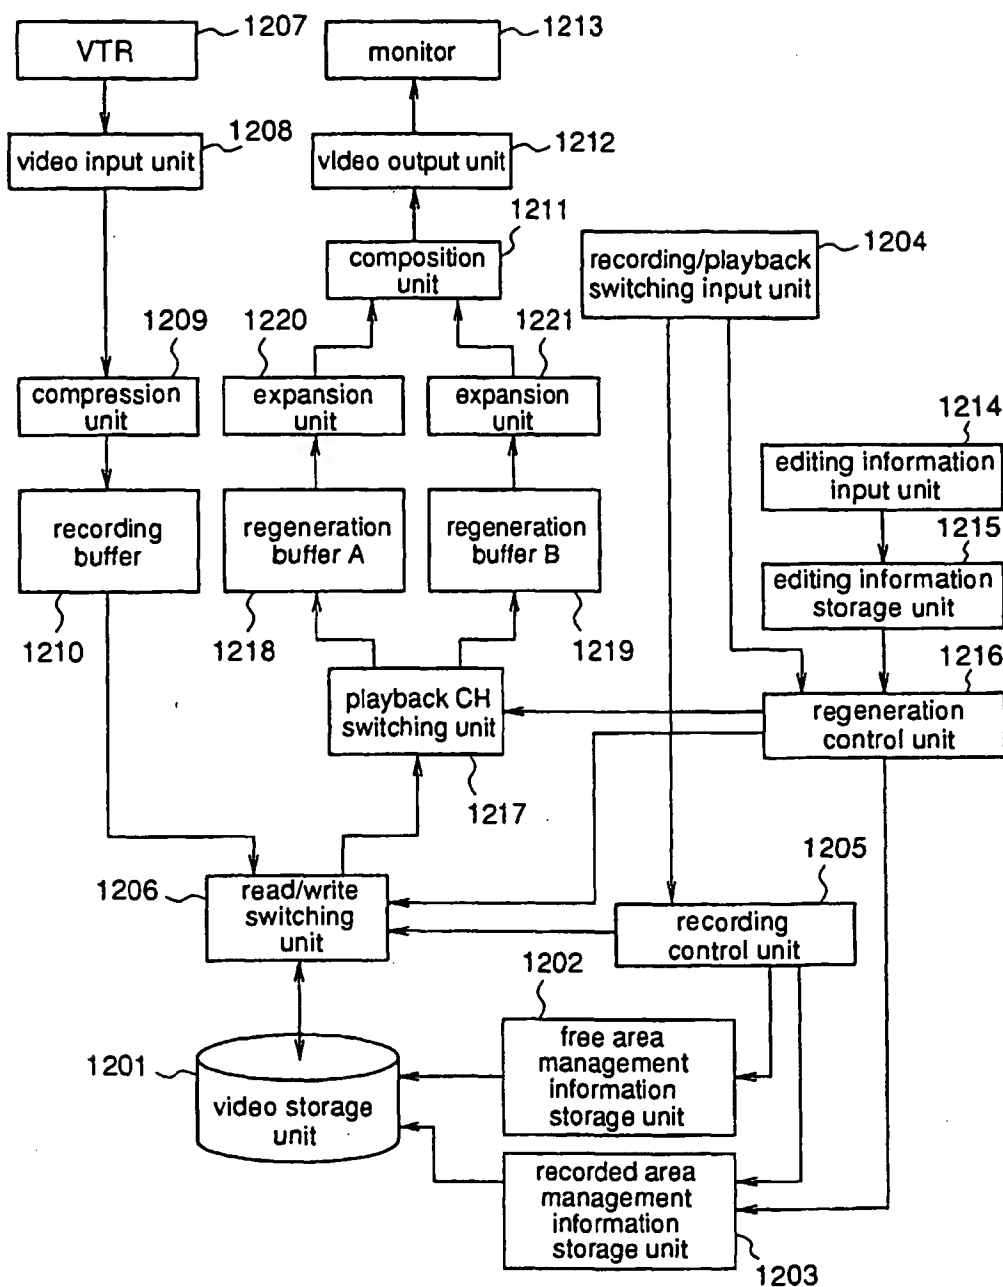 1207
VTR
1213
monitor
1208
video input unit
1212
video output unit
1211
composition
unit
1204
recording/playback
switching input unit
1209
compression
unit
1220
expansion
unit
1221
expansion
unit
1214
editing information
input unit
recording
buffer
1210
regeneration
buffer A
1218
regeneration
buffer B
1219
1215
editing information
storage unit
1216
regeneration
control unit
playback CH
switching unit
1217
1206
read/write
switching
unit
1205
recording
control unit
1202
free area
management
information
storage unit
1201
video storage
unit
recorded area
management
information
storage unit
1203